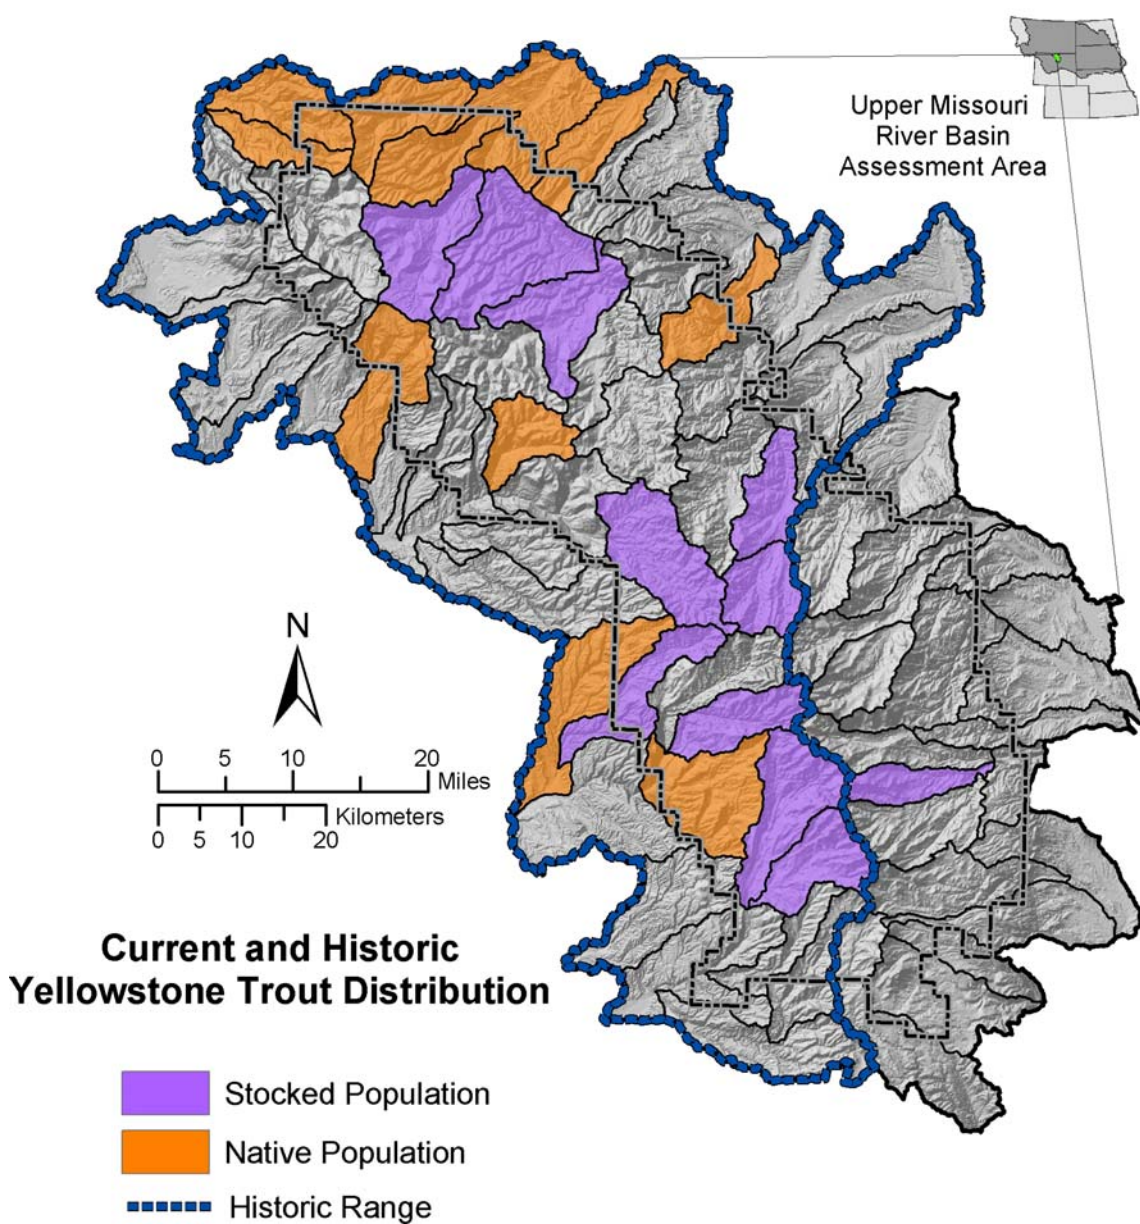 Upper Missouri
River Basin
Assessment Area
N
0 5 10 20
Miles
Kilometers
0 5 10 20
Current and Historic
Yellowstone Trout Distribution
Stocked Population
Native Population
Historic Range